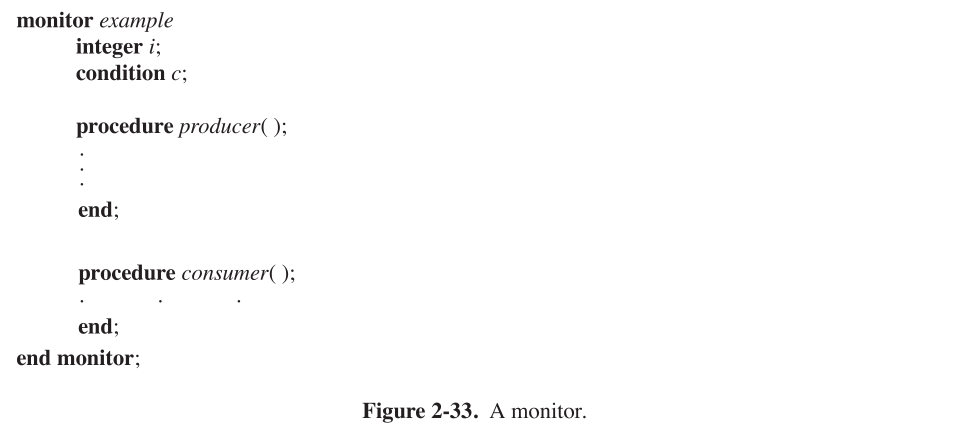 monitor example
integer i;
condition c;
procedure producer( );
.
.
.
end;
procedure consumer( );
. . .
end;
end monitor;
Figure 2-33. A monitor.